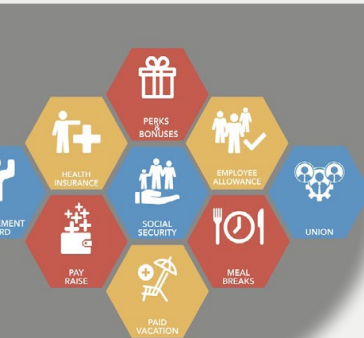 PERKS
&
BONUSES
HEALTH
INSURANCE
EMPLOYEE
ALLOWANCE
SOCIAL
SECURITY
UNION
PAY
RAISE
MEAL
BREAKS
PAID
VACATION